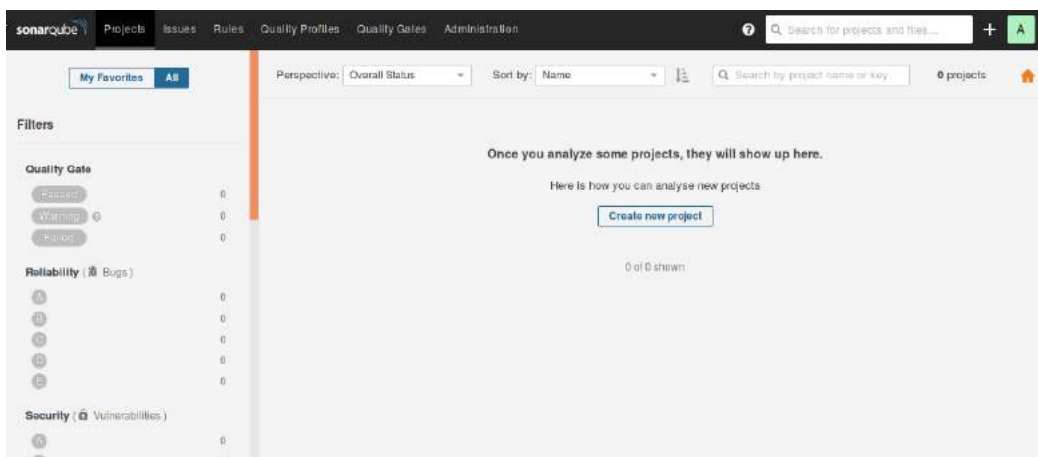 sonarqube Projects Issues Rules Quality Profiles Quality Gates Administration Search for projects and files... + A
My Favorites All
Perspective: Overall Status Sort by: Name Search by project name or key 0 projects
Filters
Once you analyze some projects, they will show up here.
Here is how you can analyse new projects
Create new project
0 of 0 shown
Quality Gate
Passed 0
Warning 0
Failed 0
Reliability ( Bugs )
A 0
B 0
C 0
D 0
E 0
Security ( Vulnerabilities )
A 0